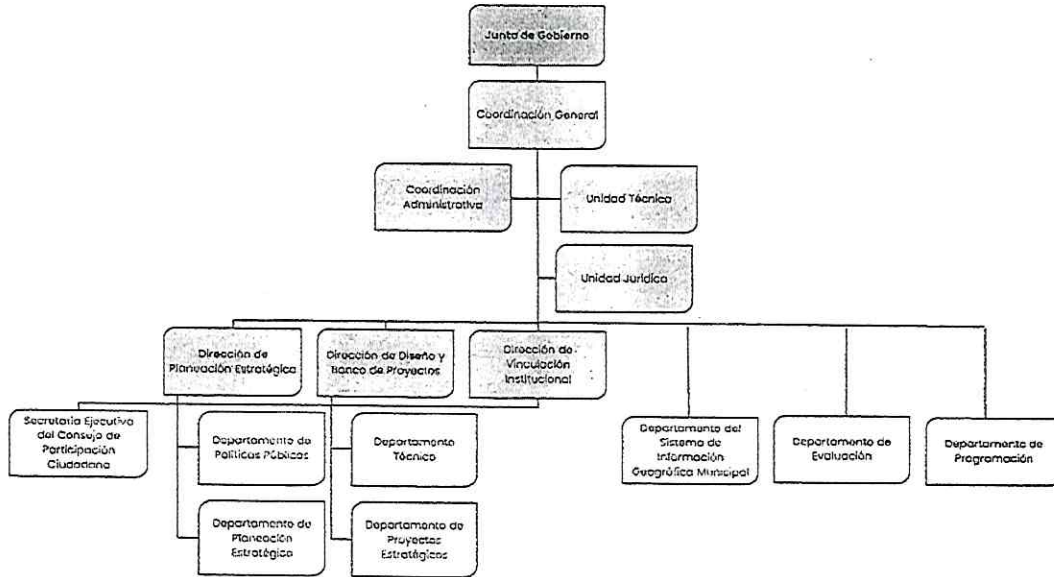 Junta de Gobierno
Coordinación General
Coordinación
Administrativa
Unidad Técnica
Unidad Jurídica
Dirección de
Planeación Estratégica
Dirección de Diseño y
Banco de Proyectos
Dirección de
Vinculación
Institucional
Secretaria Ejecutiva
del Consejo de
Participación
Ciudadana
Departamento de
Políticas Públicas
Departamento
Técnico
Departamento del
Sistema de
Información
Geográfica Municipal
Departamento de
Evaluación
Departamento de
Programación
Departamento de
Planeación
Estratégica
Departamento de
Proyectos
Estratégicos